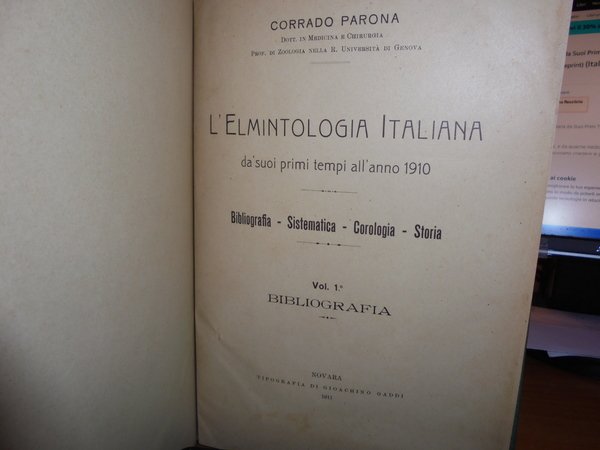 CORRADO PARONA
DOTT. IN MEDICINA E CHIRURGIA
PROF. DI ZOOLOGIA NELLA R. UNIVERSITÀ DI GENOVA
L'ELMINTOLOGIA ITALIANA
da' suoi primi tempi all'anno 1910
Bibliografia - Sistematica - Corologia - Storia
Vol. 1.°
BIBLIOGRAFIA
NOVARA
TIPOGRAFIA DI GIOACHINO GADDI
1911